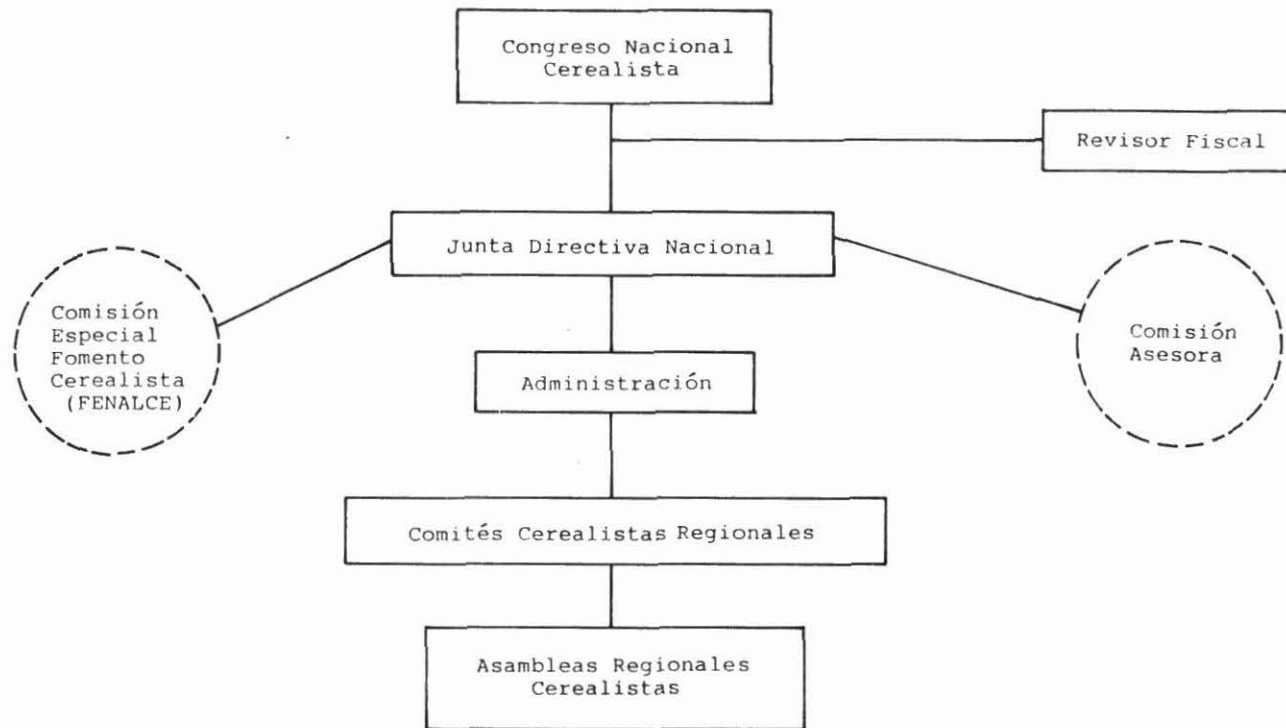 Congreso Nacional
Cerealista
Revisor Fiscal
Junta Directiva Nacional
Comisión
Especial
Fomento
Cerealista
(FENALCE)
Comisión
Asesora
Administración
Comités Cerealistas Regionales
Asambleas Regionales
Cerealistas